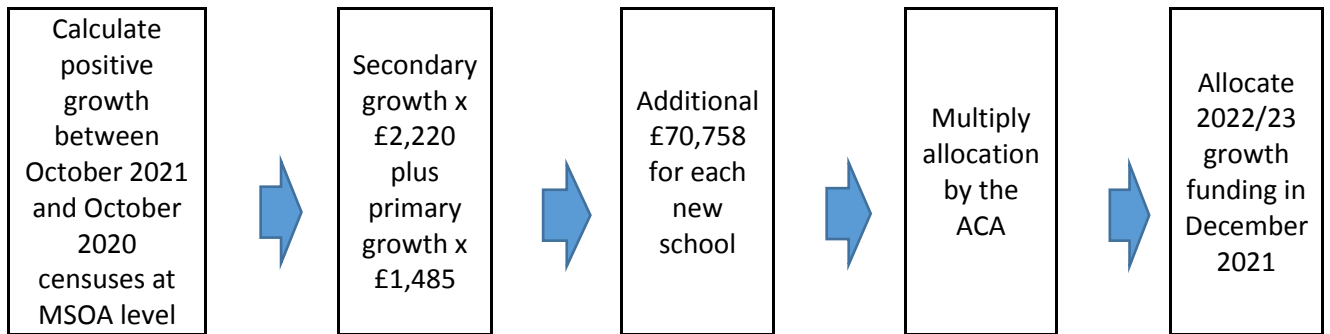 Calculate
positive
growth
between
October 2021
and October
2020
censuses at
MSOA level
Secondary
growth x
£2,220
plus
primary
growth x
£1,485
Additional
£70,758
for each
new
school
Multiply
allocation
by the
ACA
Allocate
2022/23
growth
funding in
December
2021